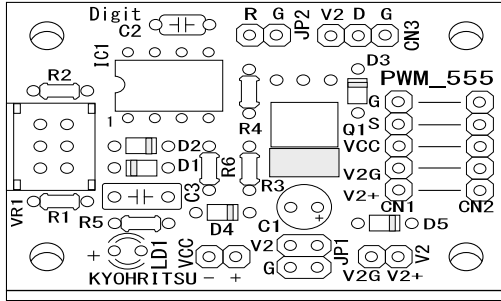 Digit
C2
R G
JP2
V2 D G
CN3
IC1
R2
D3
PWM_555
1
R4
Q1
G
S
VCC
V2G
V2+
D2
D1
R6
R3
VR1
R1
C3
CN1
CN2
R5
D4
C1
+
D5
+
LD1
VCC
V2
JP1
V2
KYOHRITSU
- +
G
V2G V2+